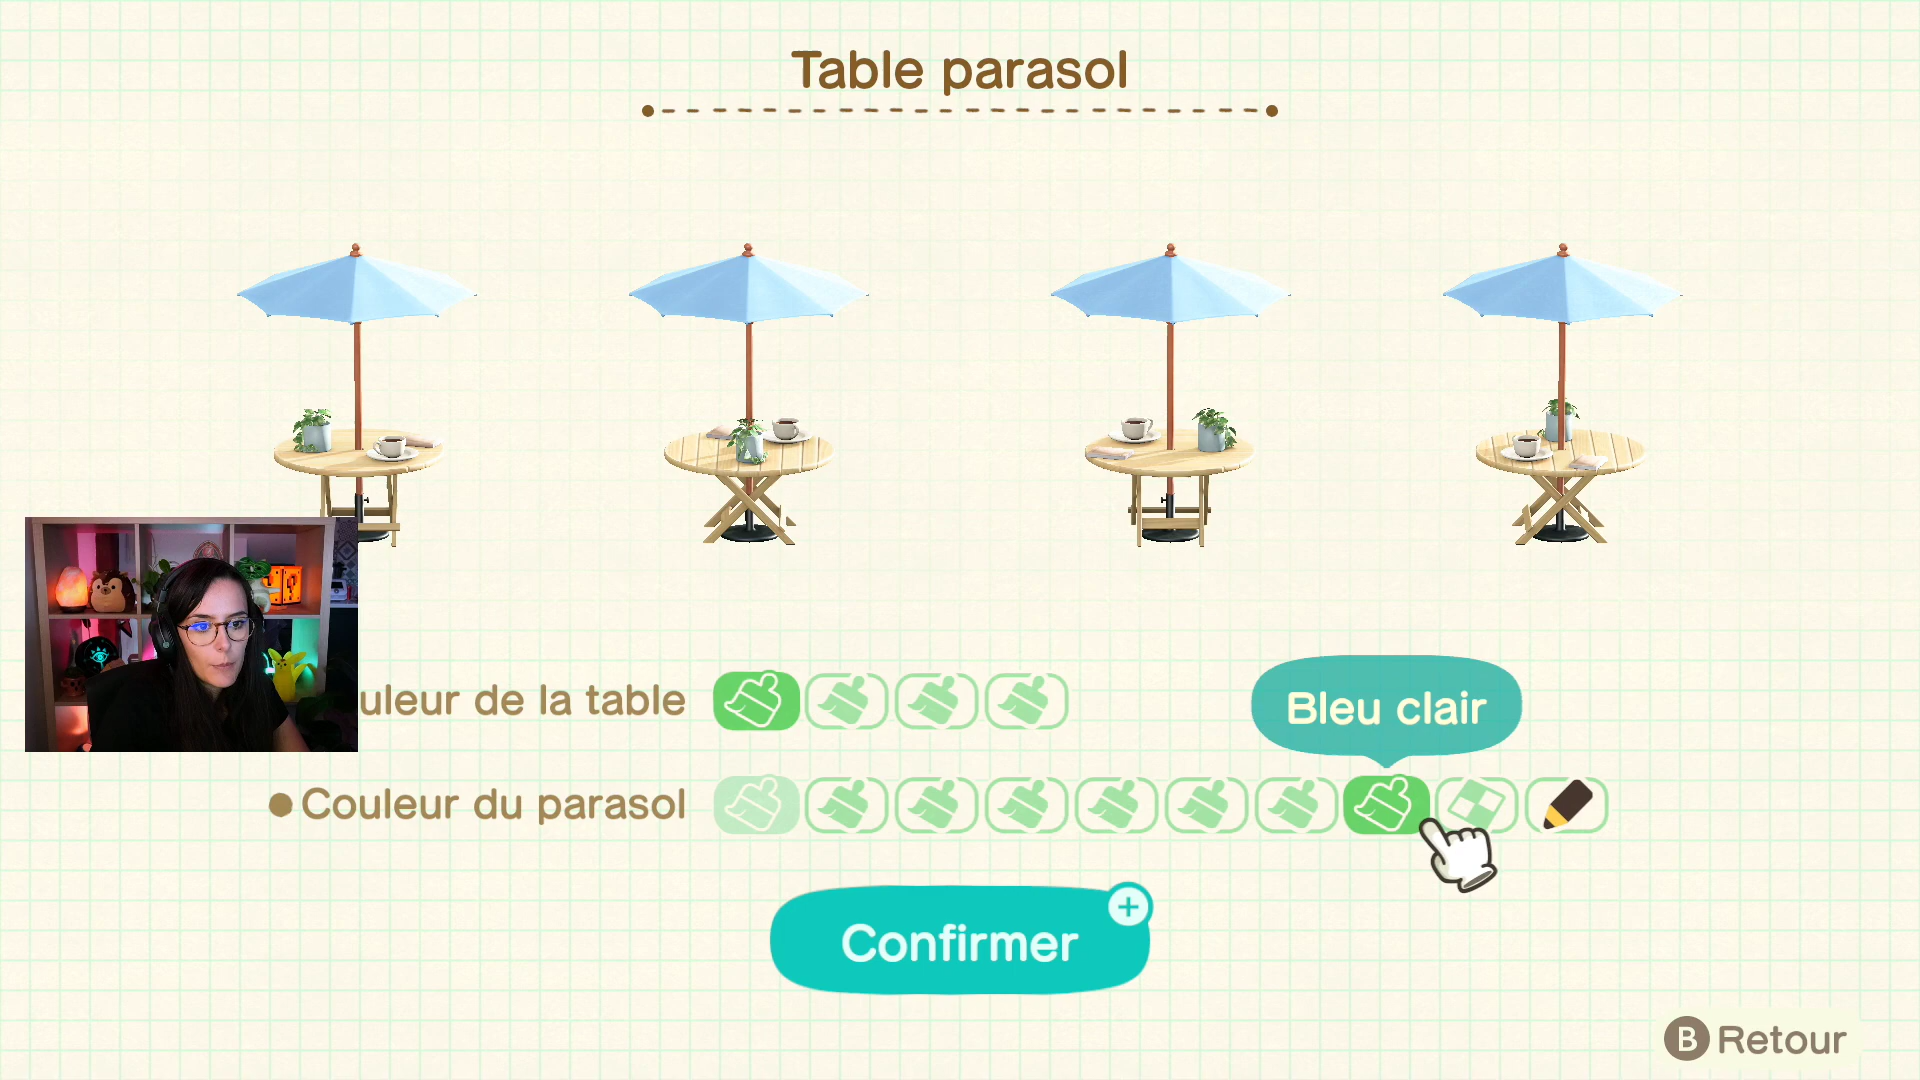 Table parasol
uleur de la table
Bleu clair
Couleur du parasol
Confirmer
B Retour